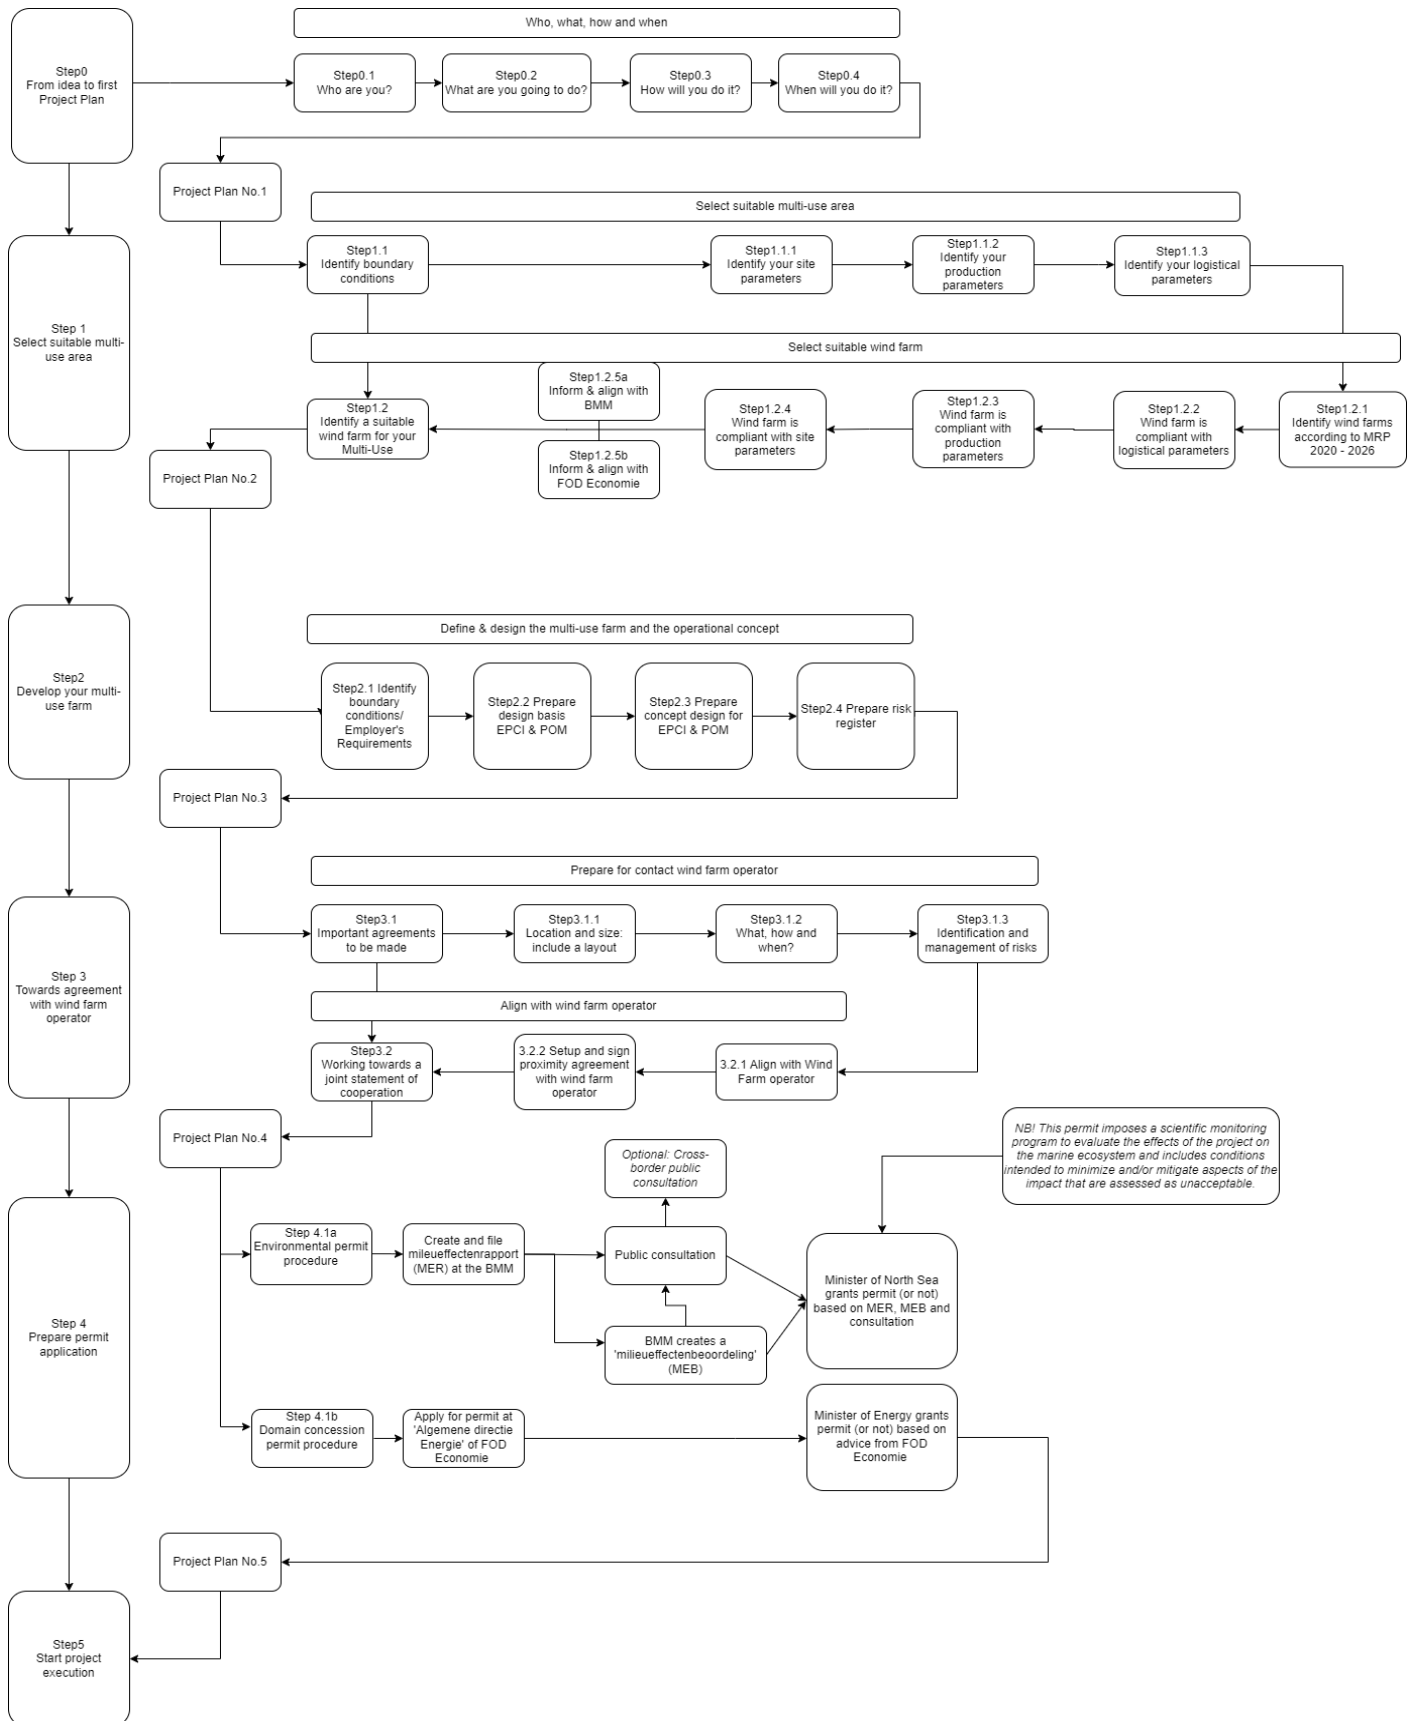 Who, what, how and when
Step0
From idea to first
Project Plan
Step0.1
Who are you?
Step0.2
What are you going to do?
Step0.3
How will you do it?
Step0.4
When will you do it?
Project Plan No.1
Select suitable multi-use area
Step 1
Select suitable multi-
use area
Step1.1
Identify boundary
conditions
Step1.1.1
Identify your site
parameters
Step1.1.2
Identify your
production
parameters
Step1.1.3
Identify your logistical
parameters
Select suitable wind farm
Step1.2
Identify a suitable
wind farm for your
Multi-Use
Step1.2.5a
Inform & align with
BMM
Step1.2.5b
Inform & align with
FOD Economie
Step1.2.4
Wind farm is
compliant with site
parameters
Step1.2.3
Wind farm is
compliant with
production
parameters
Step1.2.2
Wind farm is
compliant with
logistical parameters
Step1.2.1
Identify wind farms
according to MRP
2020 - 2026
Project Plan No.2
Define & design the multi-use farm and the operational concept
Step2
Develop your multi-
use farm
Step2.1 Identify
boundary
conditions/
Employer's
Requirements
Step2.2 Prepare
design basis
EPCI & POM
Step2.3 Prepare
concept design for
EPCI & POM
Step2.4 Prepare risk
register
Project Plan No.3
Prepare for contact wind farm operator
Step 3
Towards agreement
with wind farm
operator
Step3.1
Important agreements
to be made
Step3.1.1
Location and size:
include a layout
Step3.1.2
What, how and
when?
Step3.1.3
Identification and
management of risks
Align with wind farm operator
Step3.2
Working towards a
joint statement of
cooperation
3.2.2 Setup and sign
proximity agreement
with wind farm
operator
3.2.1 Align with Wind
Farm operator
Project Plan No.4
NB! This permit imposes a scientific monitoring
program to evaluate the effects of the project on
the marine ecosystem and includes conditions
intended to minimize and/or mitigate aspects of the
impact that are assessed as unacceptable.
Optional: Cross-
border public
consultation
Step 4
Prepare permit
application
Step 4.1a
Environmental permit
procedure
Create and file
mileueffectenrapport
(MER) at the BMM
Public consultation
BMM creates a
'milieueffectenbeoordeling'
(MEB)
Minister of North Sea
grants permit (or not)
based on MER, MEB and
consultation
Step 4.1b
Domain concession
permit procedure
Apply for permit at
'Algemene directie
Energie' of FOD
Economie
Minister of Energy grants
permit (or not) based on
advice from FOD
Economie
Project Plan No.5
Step5
Start project
execution